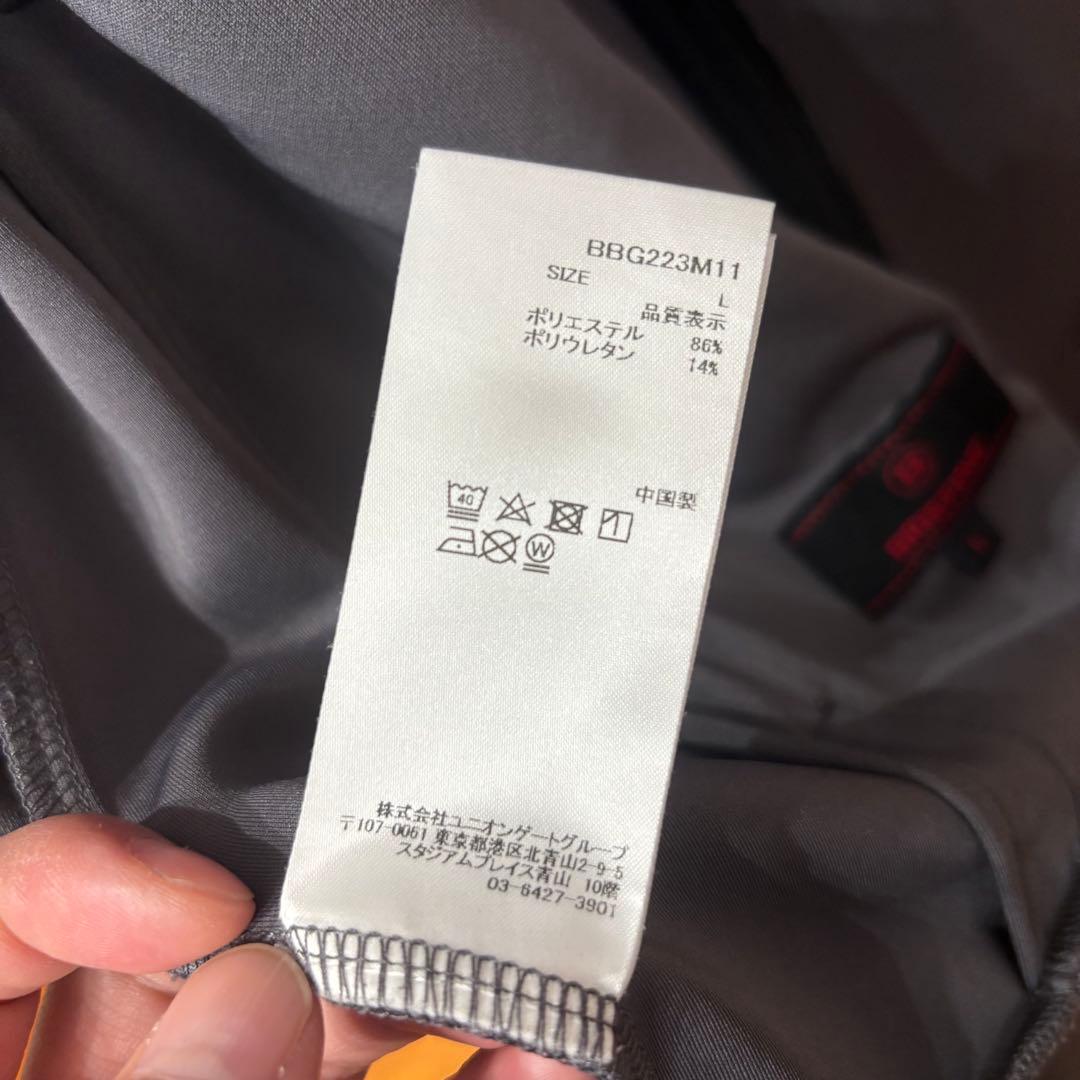 BBG223M11
SIZE L
品質表示
ポリエステル 86%
ポリウレタン 14%
中国製
40
W
株式会社ユニオンゲートグループ
〒107-0061 東京都港区北青山2-9-5
スタジアムプレイス青山 10階
03-6427-3901